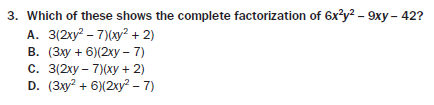 3. Which of these shows the complete factorization of 6x²y² – 9xy – 42?
A. 3(2xy² – 7)(xy² + 2)
B. (3xy + 6)(2xy – 7)
C. 3(2xy – 7)(xy + 2)
D. (3xy² + 6)(2xy² – 7)